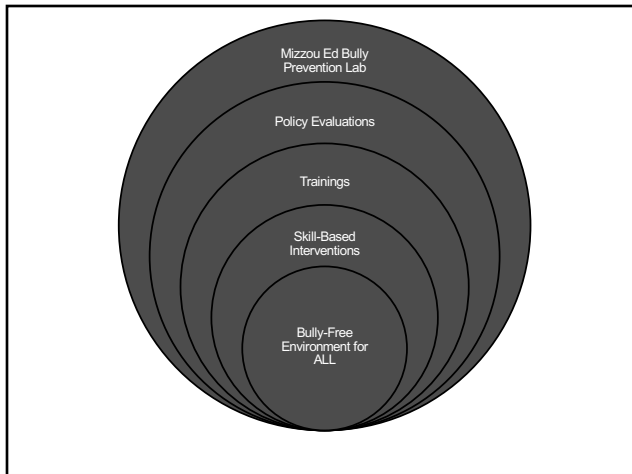 Mizzou Ed Bully
Prevention Lab
Policy Evaluations
Trainings
Skill-Based
Interventions
Bully-Free
Environment for
ALL